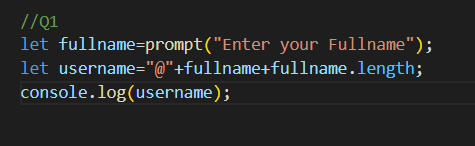 //Q1
let fullname=prompt("Enter your Fullname");
let username="@"+fullname+fullname.length;
console.log(username);